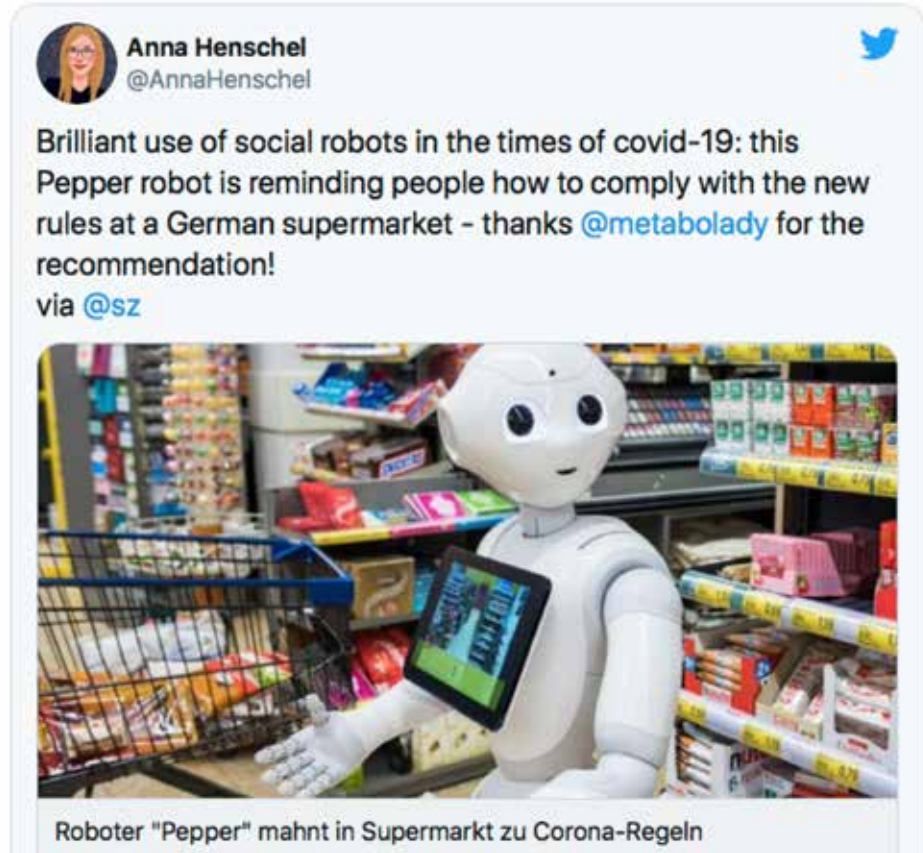 Anna Henschel
@AnnaHenschel
Brilliant use of social robots in the times of covid-19: this
Pepper robot is reminding people how to comply with the new
rules at a German supermarket - thanks @metabolady for the
recommendation!
via @sz
Roboter "Pepper" mahnt in Supermarkt zu Corona-Regeln